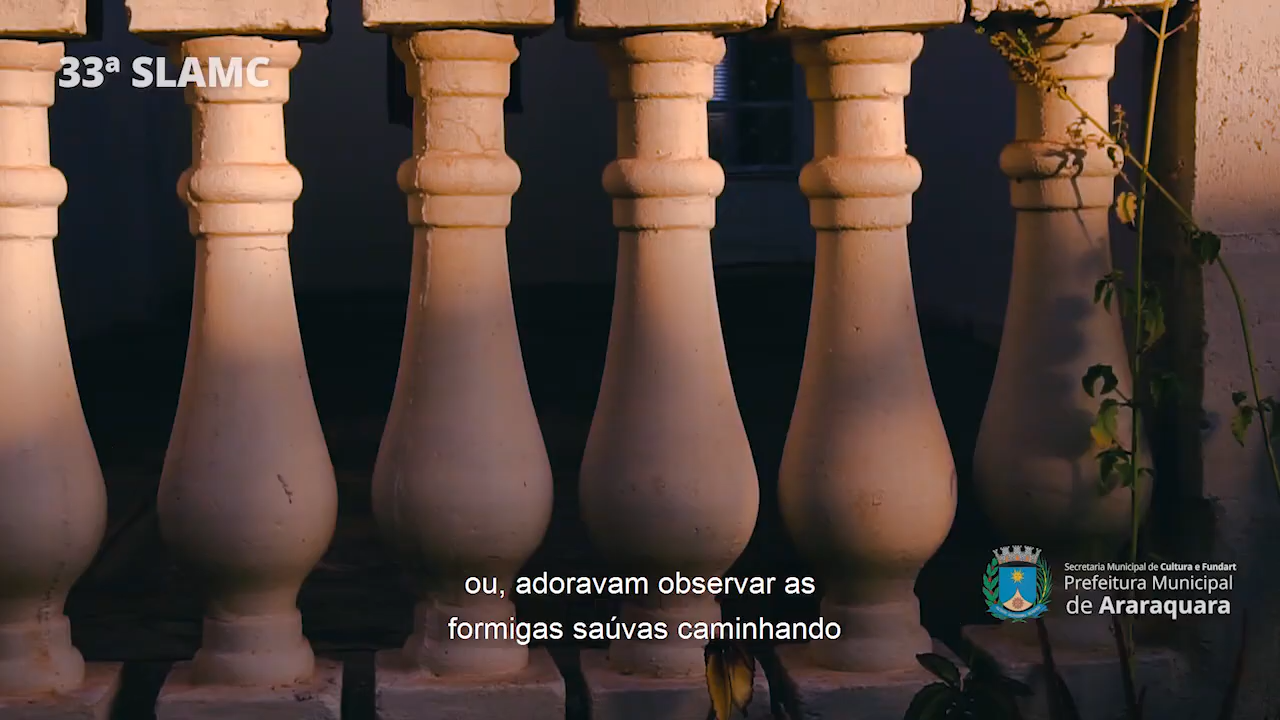 33ª SLAMC
ou, adoravam observar as
formigas saúvas caminhando
Secretaria Municipal de Cultura e Fundart
Prefeitura Municipal
de Araraquara